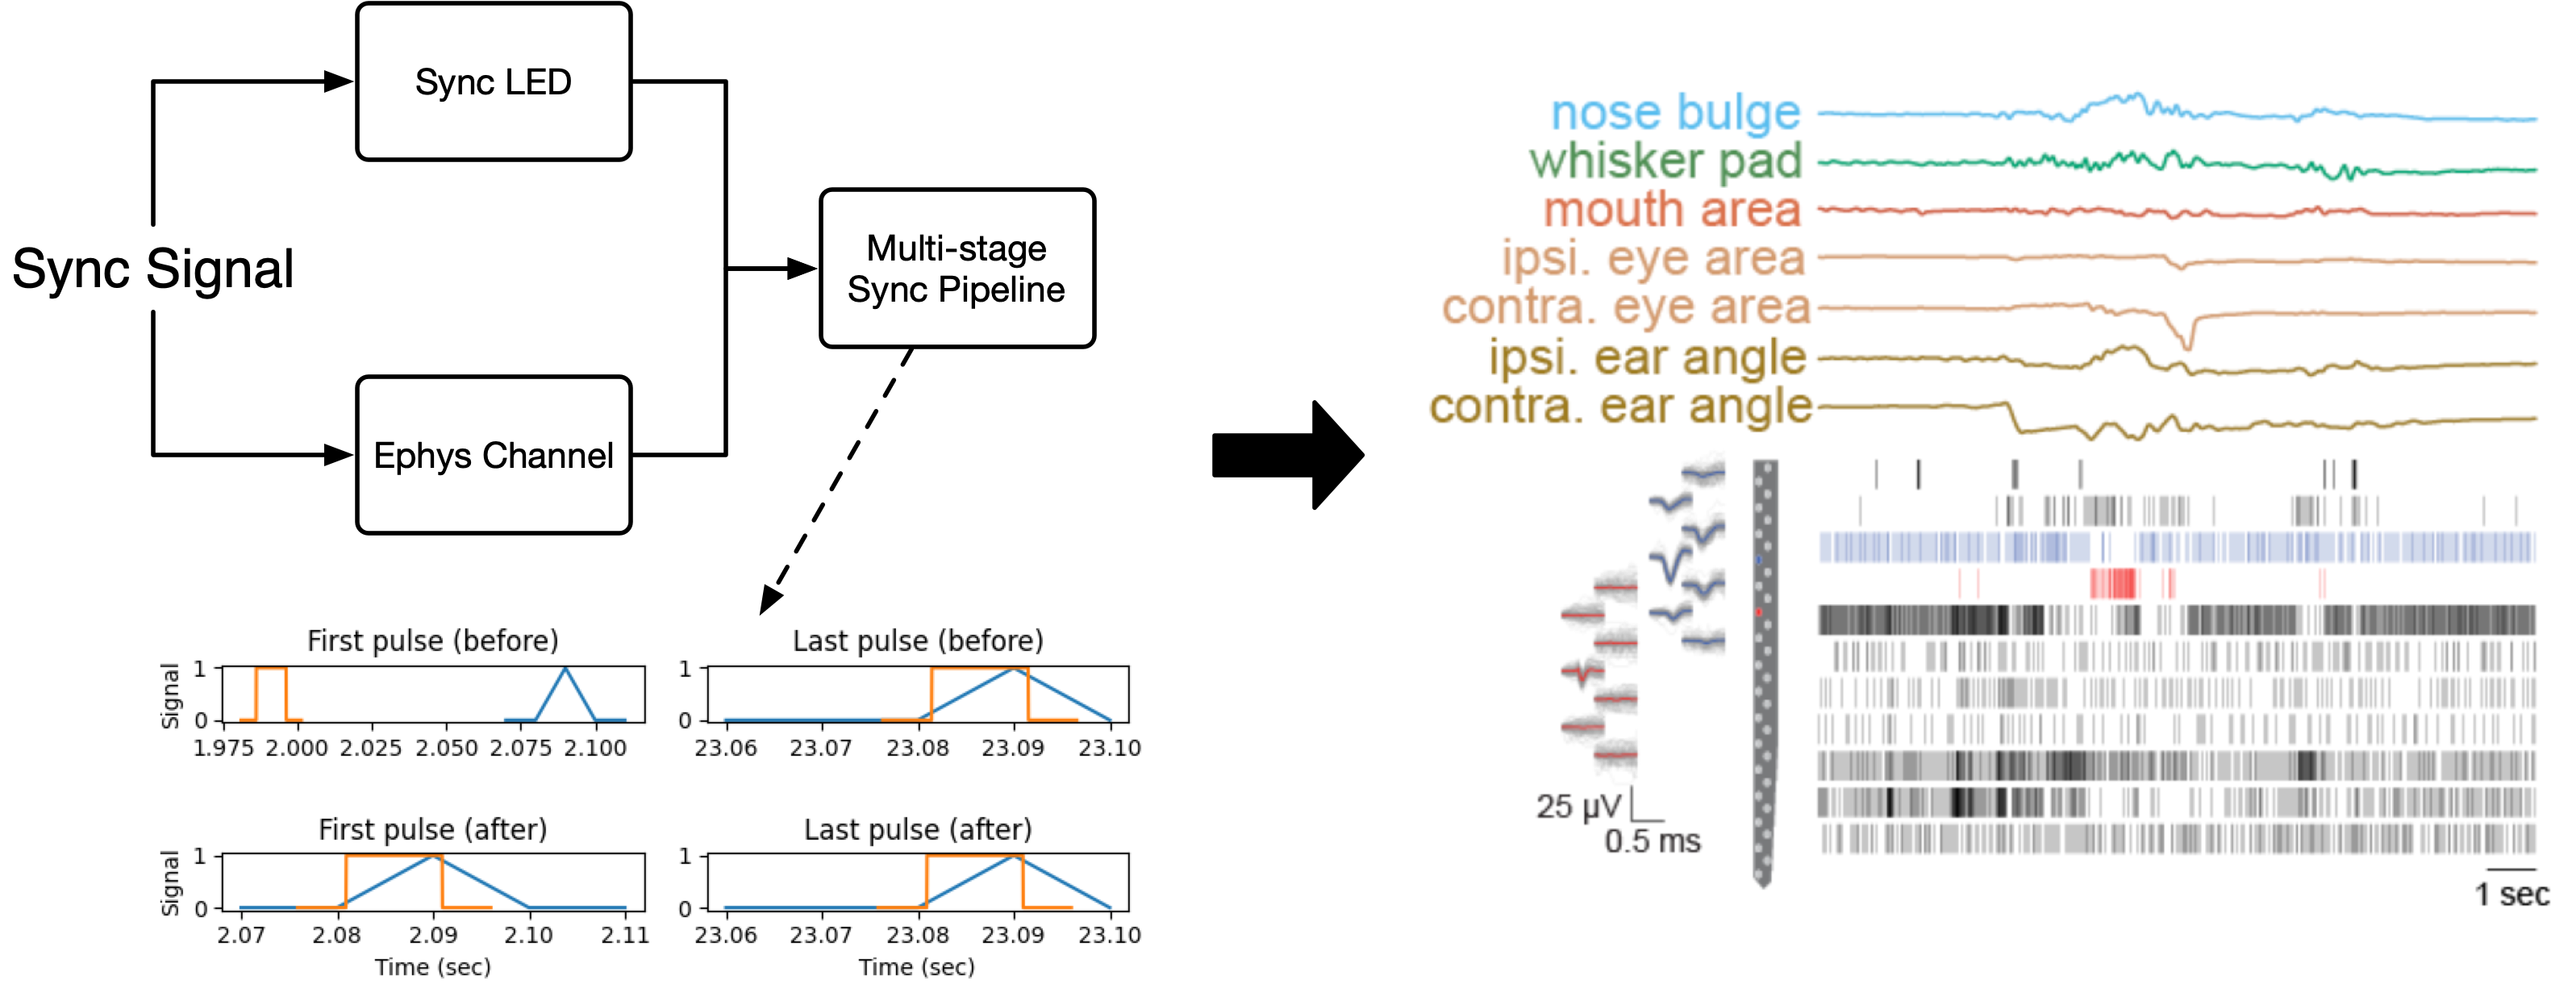 Sync LED
Sync Signal
Multi-stage
Sync Pipeline
Ephys Channel
First pulse (before)
Signal
1
0
1.975 2.000 2.025 2.050 2.075 2.100
Last pulse (before)
1
0
23.06 23.07 23.08 23.09 23.10
First pulse (after)
Signal
1
0
2.07 2.08 2.09 2.10 2.11
Time (sec)
Last pulse (after)
1
0
23.06 23.07 23.08 23.09 23.10
Time (sec)
nose bulge
whisker pad
mouth area
ipsi. eye area
contra. eye area
ipsi. ear angle
contra. ear angle
25 µV
0.5 ms
1 sec